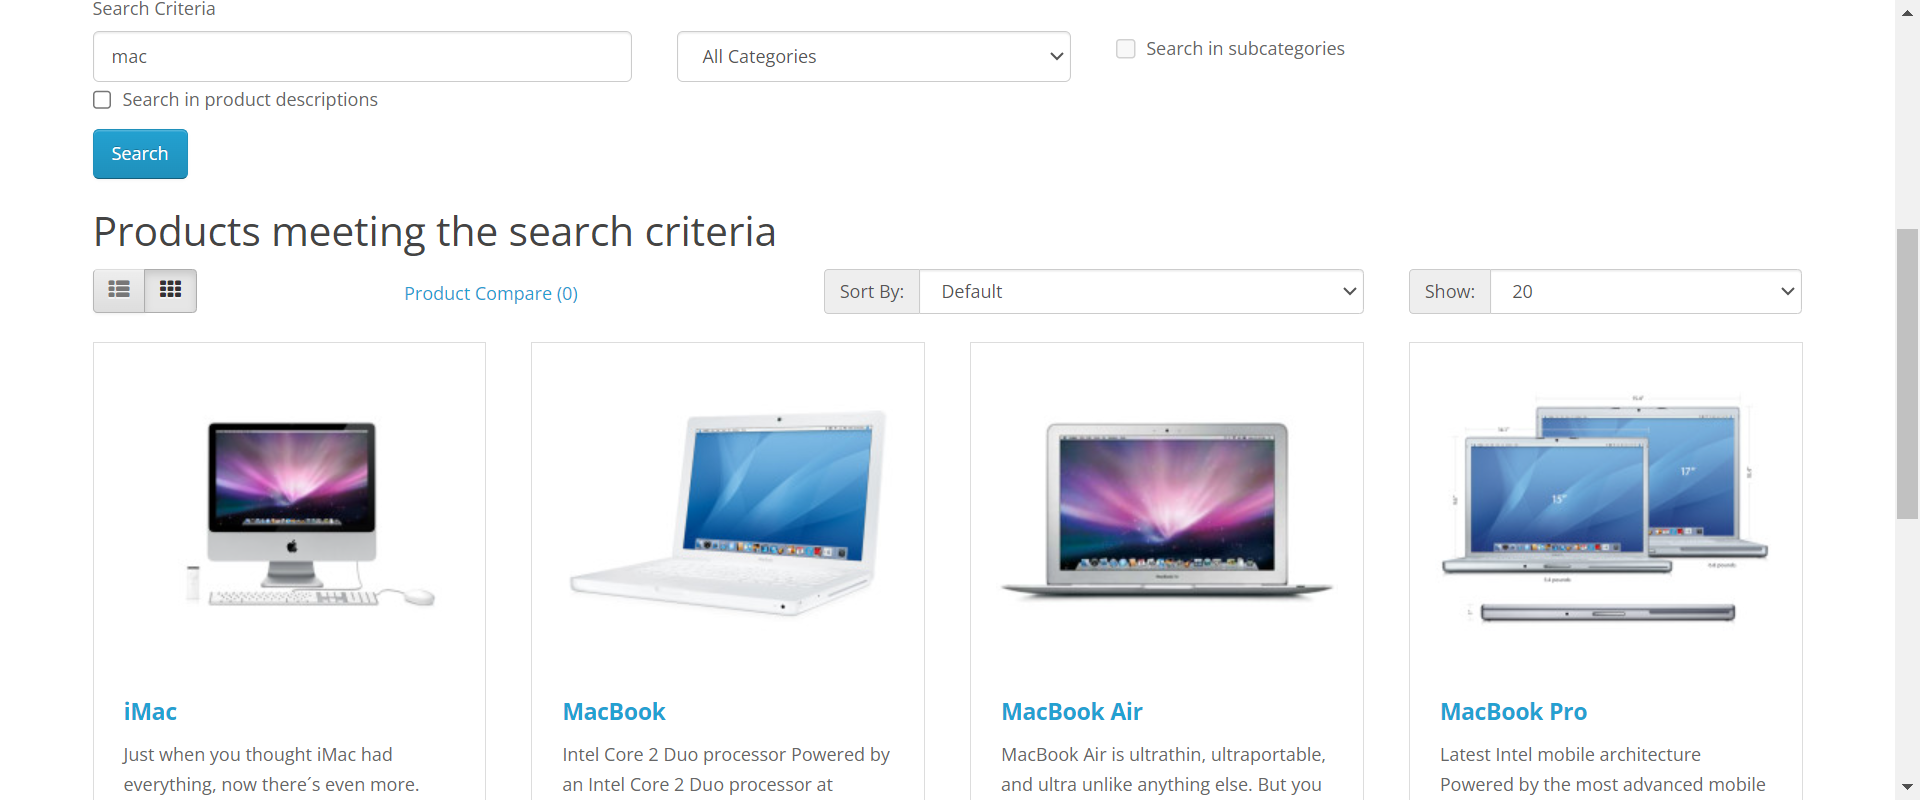 Search Criteria
mac
All Categories
Search in subcategories
Search in product descriptions
Search
Products meeting the search criteria
Product Compare (0)
Sort By:
Default
Show:
20
15"
17"
iMac
Just when you thought iMac had
everything, now there´s even more.
MacBook
Intel Core 2 Duo processor Powered by
an Intel Core 2 Duo processor at
MacBook Air
MacBook Air is ultrathin, ultraportable,
and ultra unlike anything else. But you
MacBook Pro
Latest Intel mobile architecture
Powered by the most advanced mobile